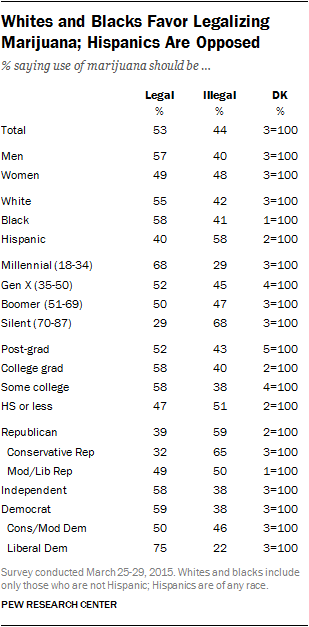 Whites and Blacks Favor Legalizing
Marijuana; Hispanics Are Opposed
% saying use of marijuana should be ...
Legal Illegal DK
% % %
Total 53 44 3=100
Men 57 40 3=100
Women 49 48 3=100
White 55 42 3=100
Black 58 41 1=100
Hispanic 40 58 2=100
Millennial (18-34) 68 29 3=100
Gen X (35-50) 52 45 4=100
Boomer (51-69) 50 47 3=100
Silent (70-87) 29 68 3=100
Post-grad 52 43 5=100
College grad 58 40 2=100
Some college 58 38 4=100
HS or less 47 51 2=100
Republican 39 59 2=100
Conservative Rep 32 65 3=100
Mod/Lib Rep 49 50 1=100
Independent 58 38 3=100
Democrat 59 38 3=100
Cons/Mod Dem 50 46 3=100
Liberal Dem 75 22 3=100
Survey conducted March 25-29, 2015. Whites and blacks include
only those who are not Hispanic; Hispanics are of any race.
PEW RESEARCH CENTER